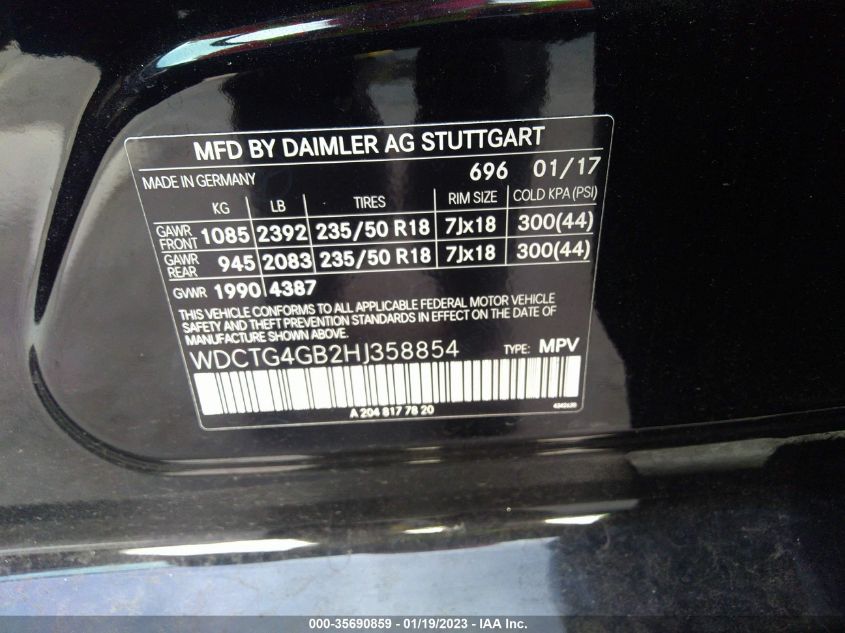 MFD BY DAIMLER AG STUTTGART
MADE IN GERMANY 696 01/17
KG LB TIRES RIM SIZE COLD KPA (PSI)
GAWR FRONT 1085 2392 235/50 R18 7Jx18 300(44)
GAWR REAR 945 2083 235/50 R18 7Jx18 300(44)
GVWR 1990 4387
THIS VEHICLE CONFORMS TO ALL APPLICABLE FEDERAL MOTOR VEHICLE
SAFETY AND THEFT PREVENTION STANDARDS IN EFFECT ON THE DATE OF
MANUFACTURE SHOWN ABOVE.
WDCTG4GB2HJ358854 TYPE: MPV
A 204 817 78 20
000-35690859 - 01/19/2023 - IAA Inc.